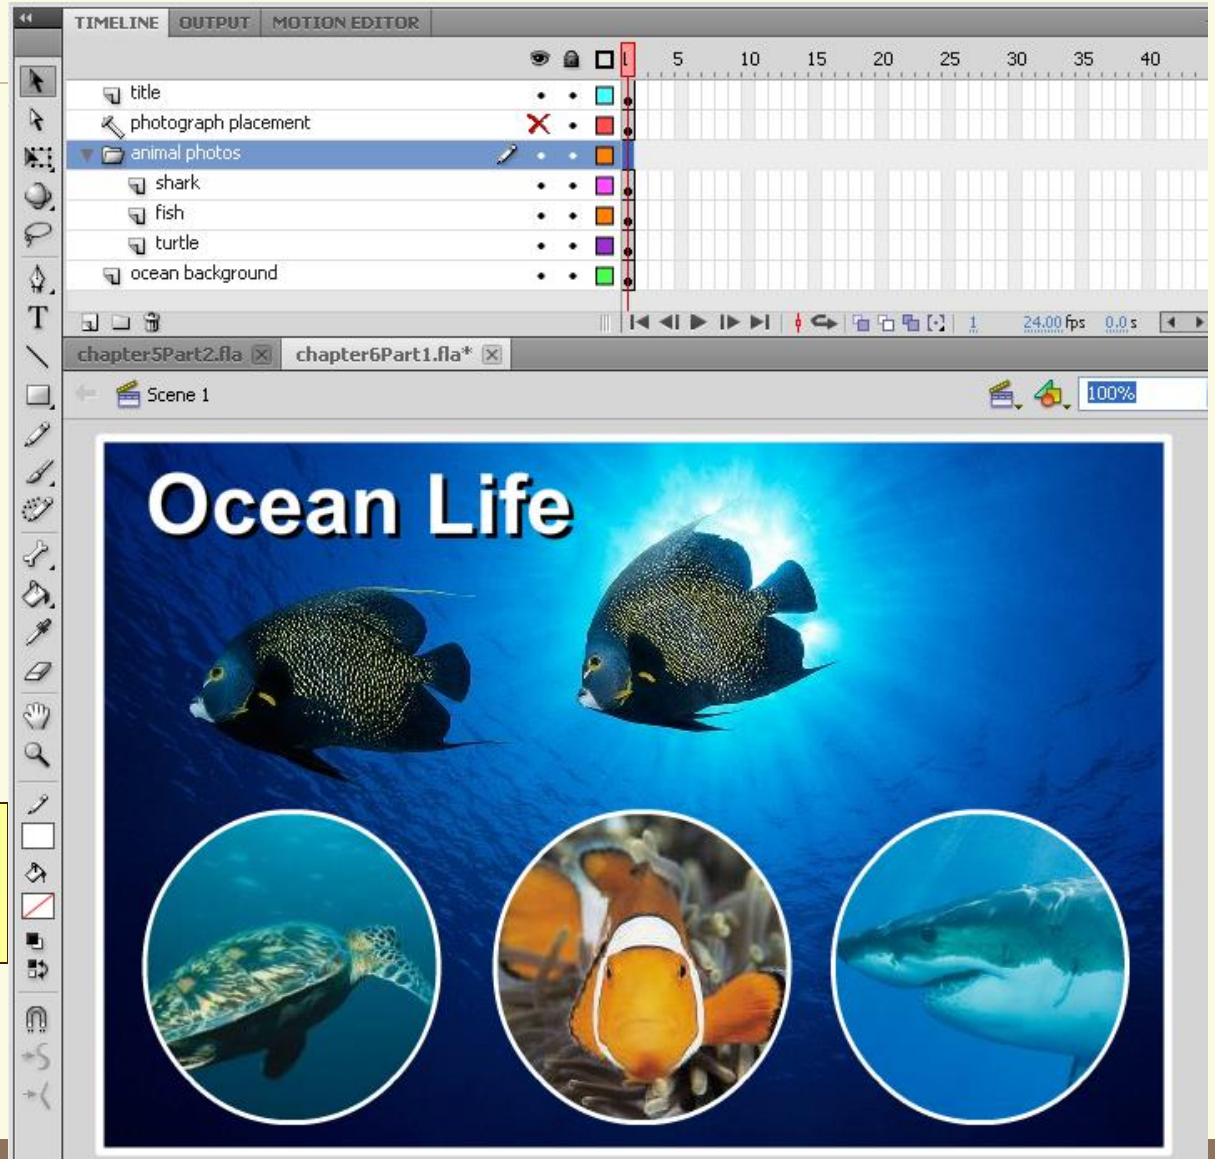 TIMELINE OUTPUT MOTION EDITOR
1 5 10 15 20 25 30 35 40
title
photograph placement
animal photos
shark
fish
turtle
ocean background
1 24.00 fps 0.0 s
chapter5Part2.fla chapter6Part1.fla*
Scene 1 100%
Ocean Life
T